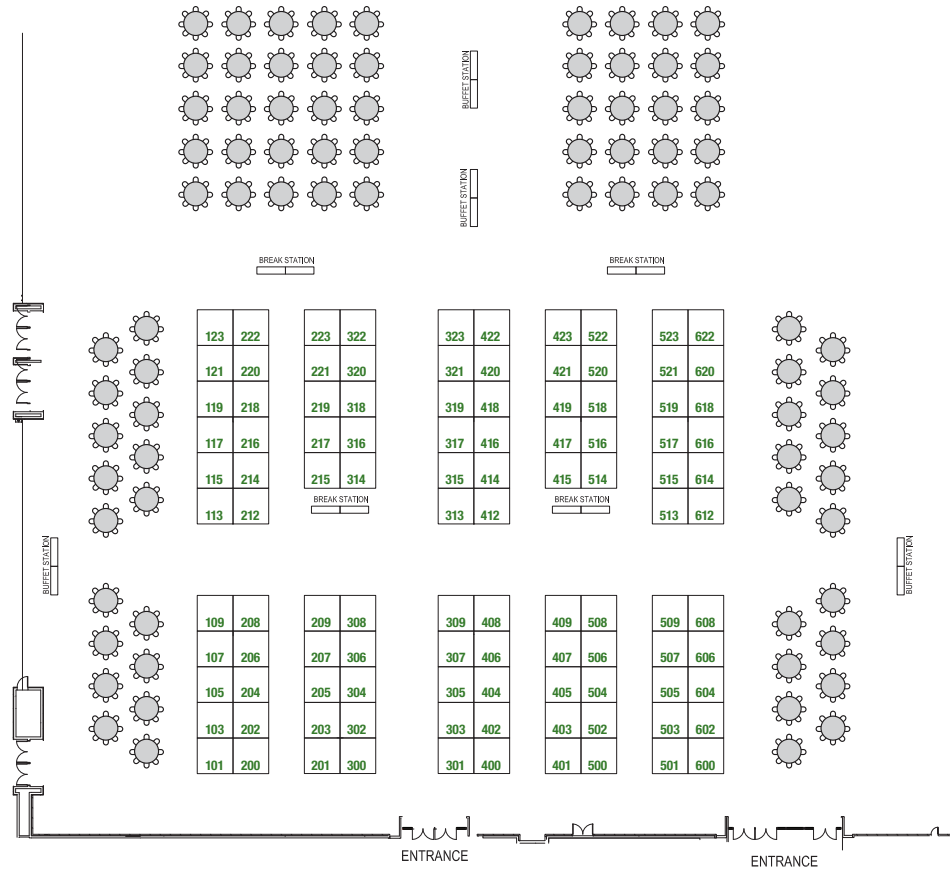 BUFFET STATION
BUFFET STATION
BREAK STATION
BREAK STATION
123 222 223 322 323 422 423 522 523 622
121 220 221 320 321 420 421 520 521 620
119 218 219 318 319 418 419 518 519 618
117 216 217 316 317 416 417 516 517 616
115 214 215 314 315 414 415 514 515 614
BREAK STATION
BREAK STATION
113 212 313 412 513 612
BUFFET STATION
BUFFET STATION
109 208 209 308 309 408 409 508 509 608
107 206 207 306 307 406 407 506 507 606
105 204 205 304 305 404 405 504 505 604
103 202 203 302 303 402 403 502 503 602
101 200 201 300 301 400 401 500 501 600
ENTRANCE
ENTRANCE